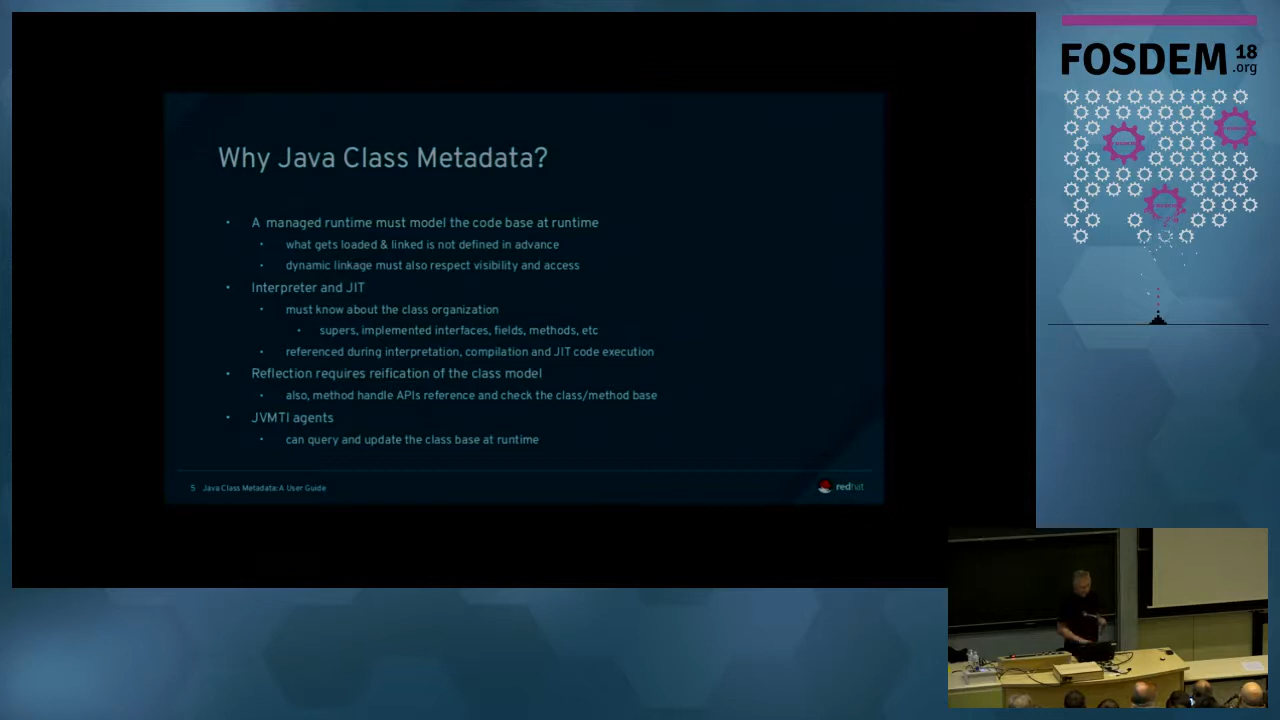 FOSDEM 18
.org
Why Java Class Metadata?
• A managed runtime must model the code base at runtime
• what gets loaded & linked is not defined in advance
• dynamic linkage must also respect visibility and access
• Interpreter and JIT
• must know about the class organization
• supers, implemented interfaces, fields, methods, etc
• referenced during interpretation, compilation and JIT code execution
• Reflection requires reification of the class model
• also, method handle APIs reference and check the class/method base
• JVMTI agents
• can query and update the class base at runtime
5 Java Class Metadata: A User Guide
redhat